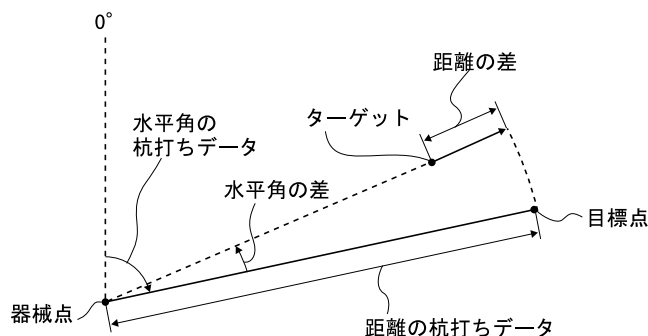 0°
距離の差
水平角の
杭打ちデータ
ターゲット
水平角の差
目標点
器械点
距離の杭打ちデータ